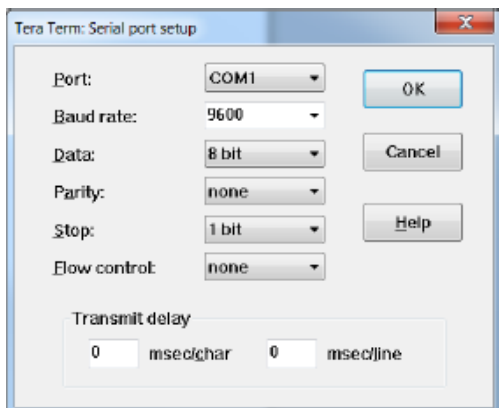 Tera Term: Serial port setup
Port: COM1 OK
Baud rate: 9600
Data: 8 bit Cancel
Parity: none
Stop: 1 bit Help
Flow control: none
Transmit delay
0 msec/char 0 msec/line